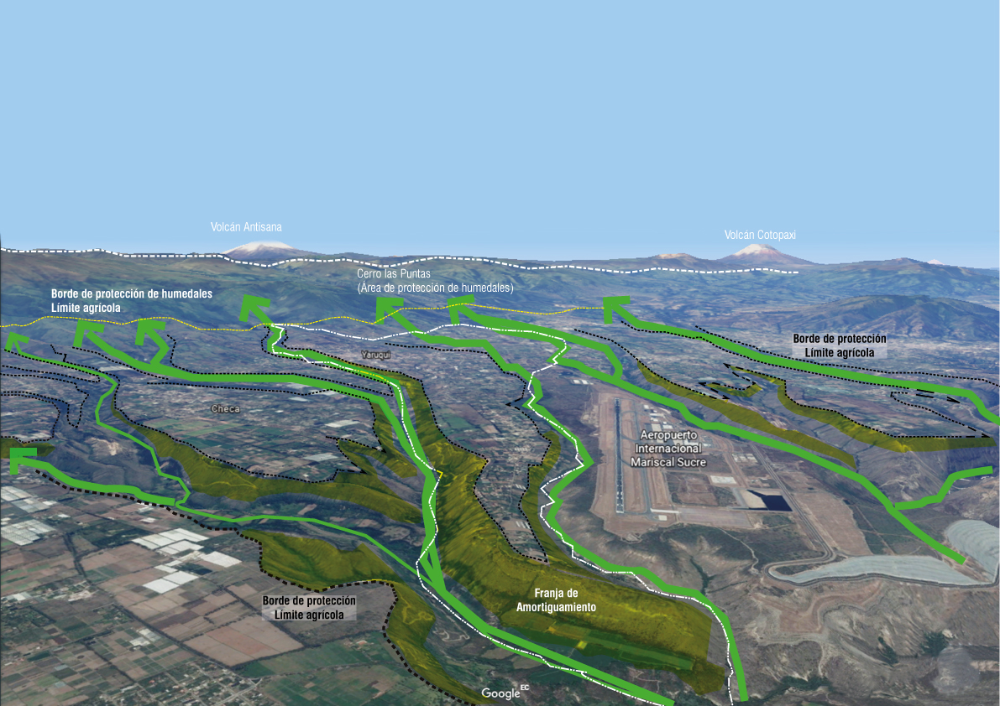 Volcán Antisana
Volcán Cotopaxi
Cerro las Puntas
(Área de protección de humedales)
Borde de protección de humedales
Límite agrícola
Borde de protección
Límite agrícola
Yaruqui
Checa
Aeropuerto
Internacional
Mariscal Sucre
Franja de
Amortiguamiento
Borde de protección
Límite agrícola
Google
EC